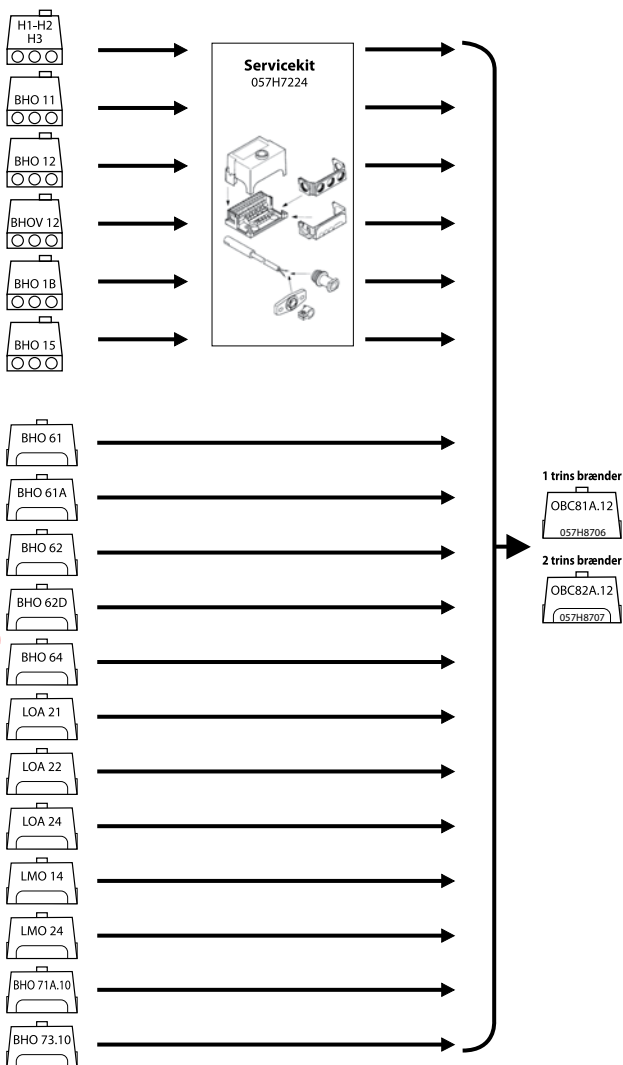 H1-H2
H3
BHO 11
BHO 12
BHOV 12
BHO 1B
BHO 15
Servicekit
057H7224
BHO 61
BHO 61A
BHO 62
BHO 62D
BHO 64
LOA 21
LOA 22
LOA 24
LMO 14
LMO 24
BHO 71A.10
BHO 73.10
1 trins brænder
OBC81A.12
057H8706
2 trins brænder
OBC82A.12
057H8707